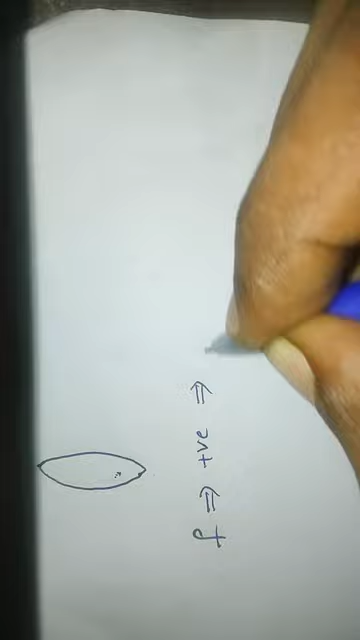 f ⇒ +ve ⇒